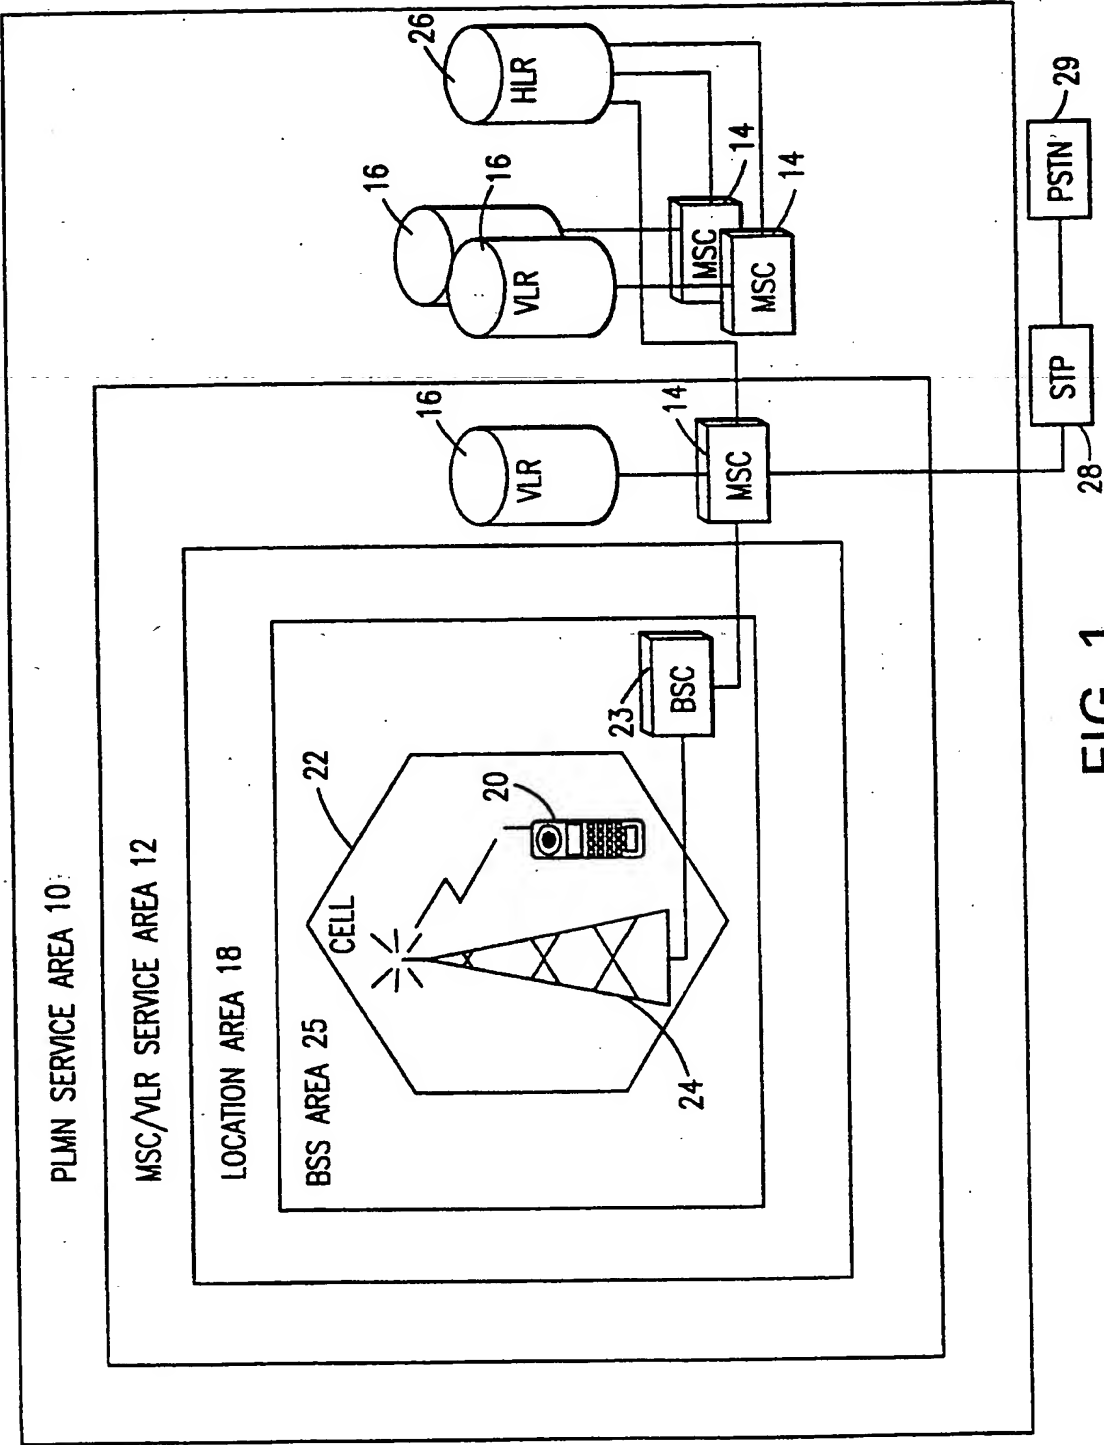 PLMN SERVICE AREA 10
MSC/VLR SERVICE AREA 12
LOCATION AREA 18
BSS AREA 25
CELL
22
20
24
23
BSC
16
VLR
14
MSC
16
16
VLR
26
HLR
14
MSC
14
MSC
28
STP
29
PSTN
FIG. 1